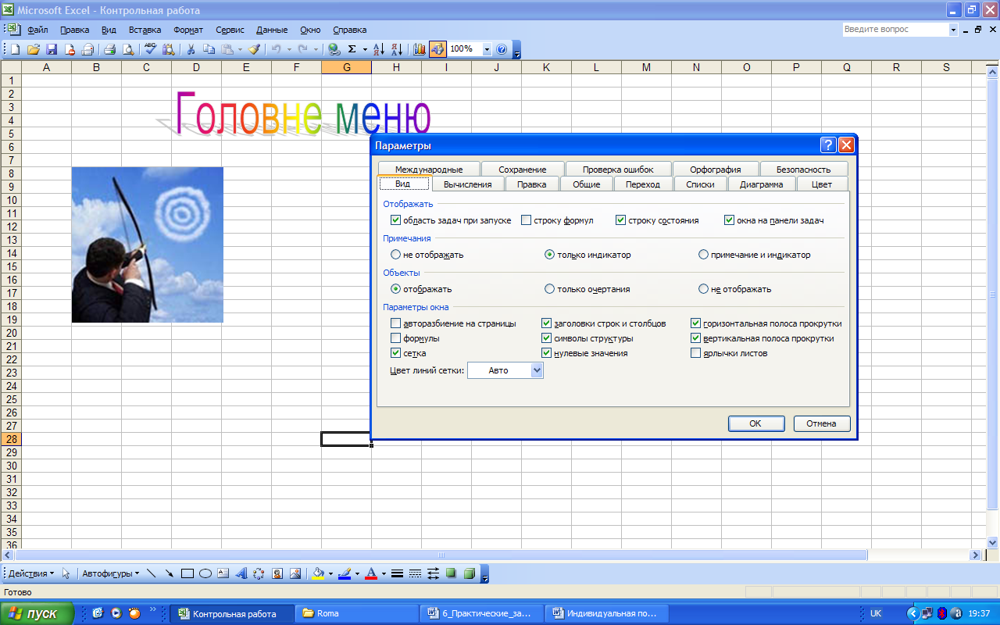 Microsoft Excel - Контрольная работа
Файл Правка Вид Вставка Формат Сервис Данные Окно Справка Введите вопрос
100%
A B C D E F G H I J K L M N O P Q R S
1
2
3
4
5
6
7
8
9
10
11
12
13
14
15
16
17
18
19
20
21
22
23
24
25
26
27
28
29
30
31
32
33
34
35
36
Головне меню
Параметры
Международные Сохранение Проверка ошибок Орфография Безопасность
Вид Вычисления Правка Общие Переход Списки Диаграмма Цвет
Отображать
область задач при запуске строку формул строку состояния окна на панели задач
Примечания
не отображать только индикатор примечание и индикатор
Объекты
отображать только очертания не отображать
Параметры окна
авторазбиение на страницы заголовки строк и столбцов горизонтальная полоса прокрутки
формулы символы структуры вертикальная полоса прокрутки
сетка нулевые значения ярлычки листов
Цвет линий сетки: Авто
ОК Отмена
Действия Автофигуры
Готово
пуск Контрольная работа Roma 6_Практические_за... Индивидуальная по... UK 19:37